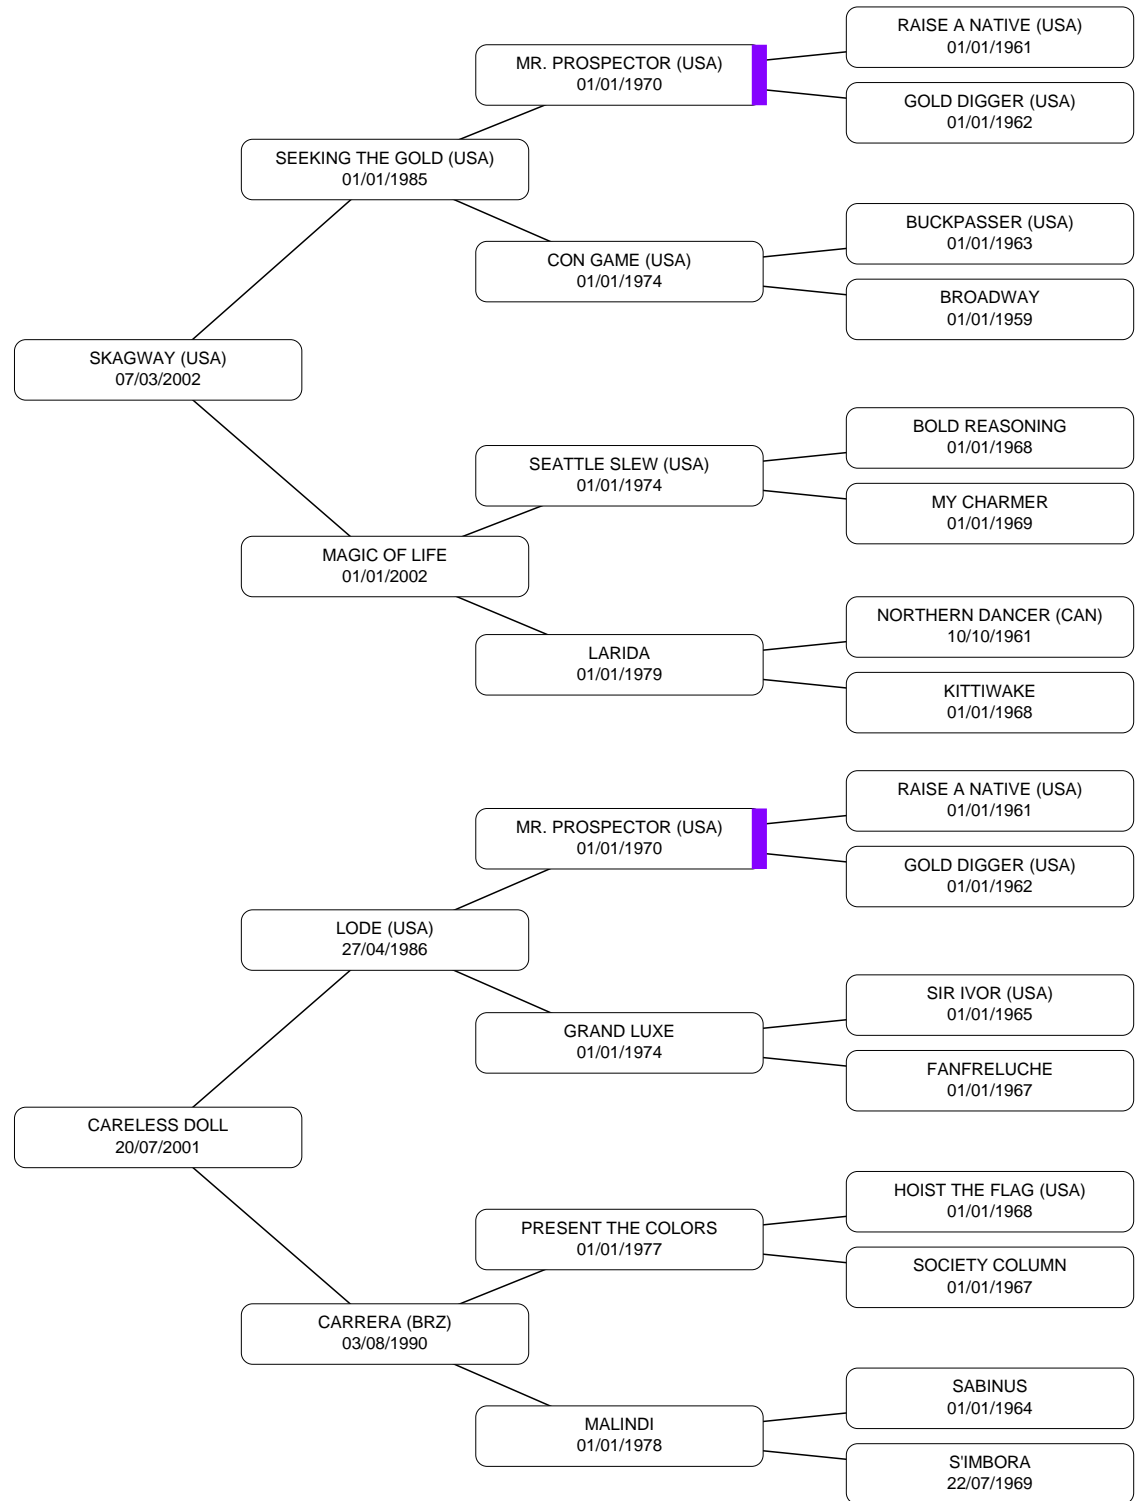 RAISE A NATIVE (USA)
01/01/1961
MR. PROSPECTOR (USA)
01/01/1970
GOLD DIGGER (USA)
01/01/1962
SEEKING THE GOLD (USA)
01/01/1985
BUCKPASSER (USA)
01/01/1963
CON GAME (USA)
01/01/1974
BROADWAY
01/01/1959
SKAGWAY (USA)
07/03/2002
BOLD REASONING
01/01/1968
SEATTLE SLEW (USA)
01/01/1974
MY CHARMER
01/01/1969
MAGIC OF LIFE
01/01/2002
NORTHERN DANCER (CAN)
10/10/1961
LARIDA
01/01/1979
KITTIWAKE
01/01/1968
RAISE A NATIVE (USA)
01/01/1961
MR. PROSPECTOR (USA)
01/01/1970
GOLD DIGGER (USA)
01/01/1962
LODE (USA)
27/04/1986
SIR IVOR (USA)
01/01/1965
GRAND LUXE
01/01/1974
FANFRELUCHE
01/01/1967
CARELESS DOLL
20/07/2001
HOIST THE FLAG (USA)
01/01/1968
PRESENT THE COLORS
01/01/1977
SOCIETY COLUMN
01/01/1967
CARRERA (BRZ)
03/08/1990
SABINUS
01/01/1964
MALINDI
01/01/1978
S'IMBORA
22/07/1969